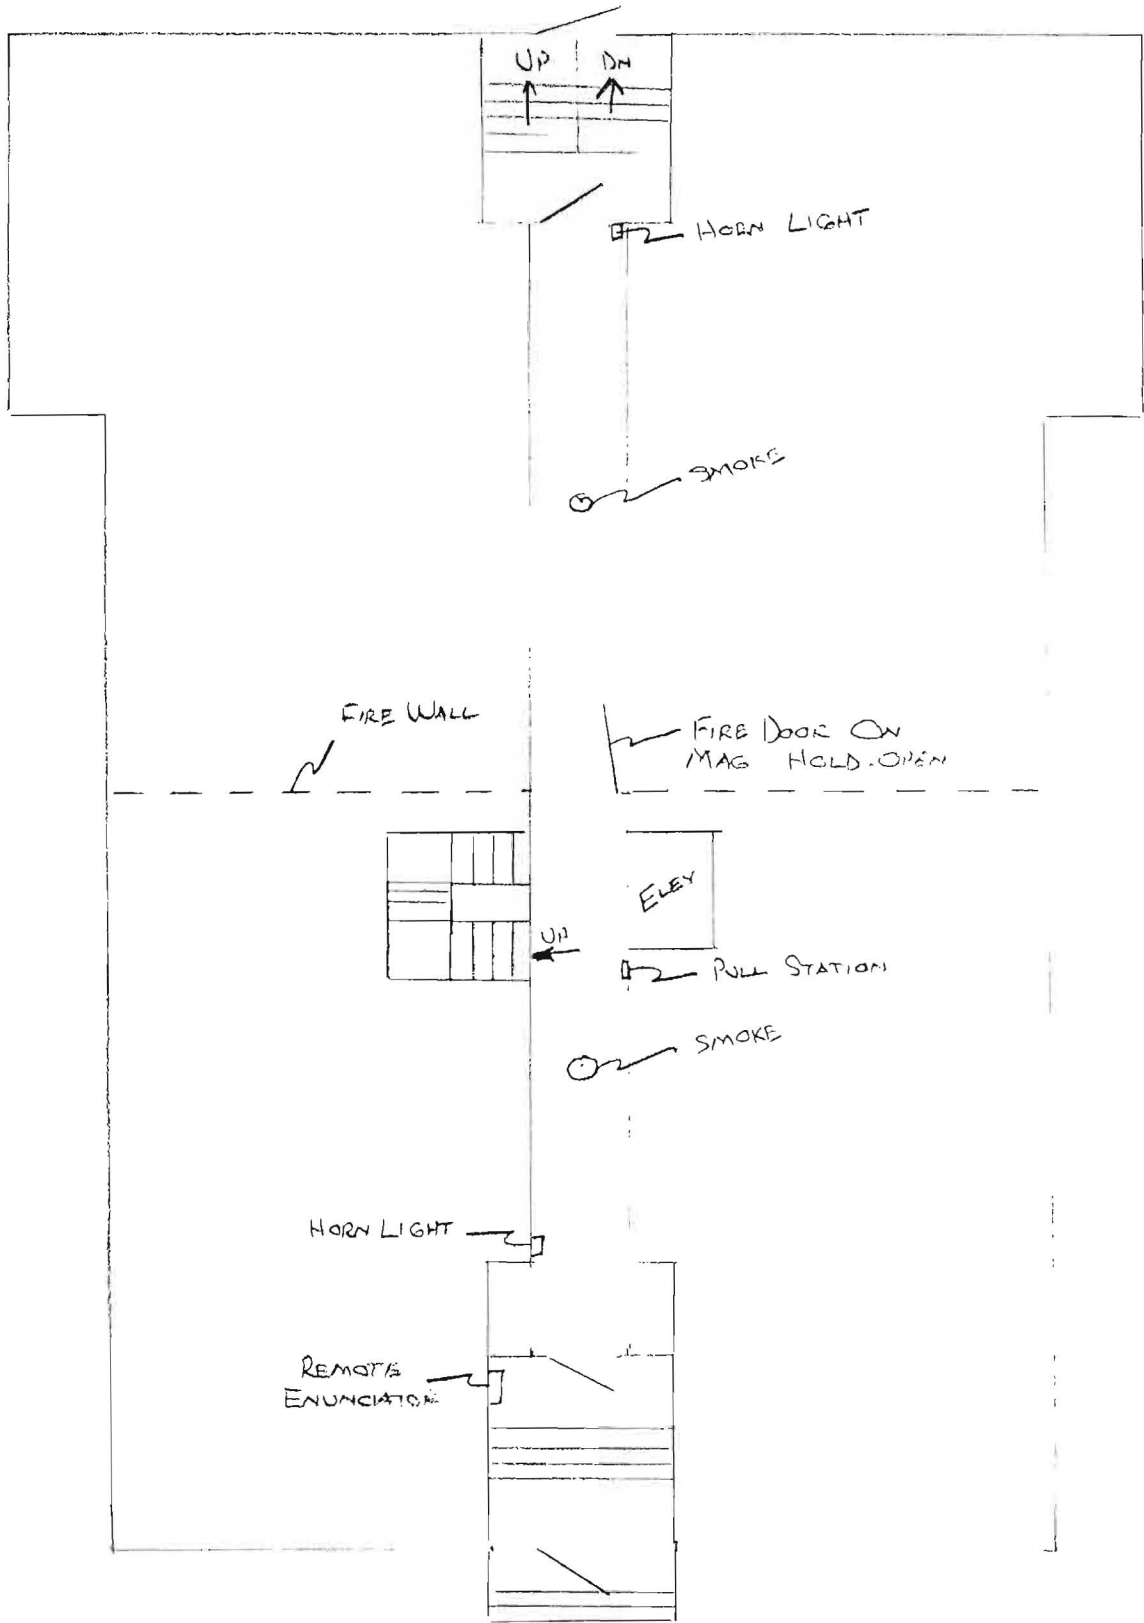 UP DN
HORN LIGHT
SMOKE
FIRE WALL
FIRE DOOR ON
MAG HOLD-OPEN
ELEV
UP
PULL STATION
SMOKE
HORN LIGHT
REMOTE
ENUNCIATOR